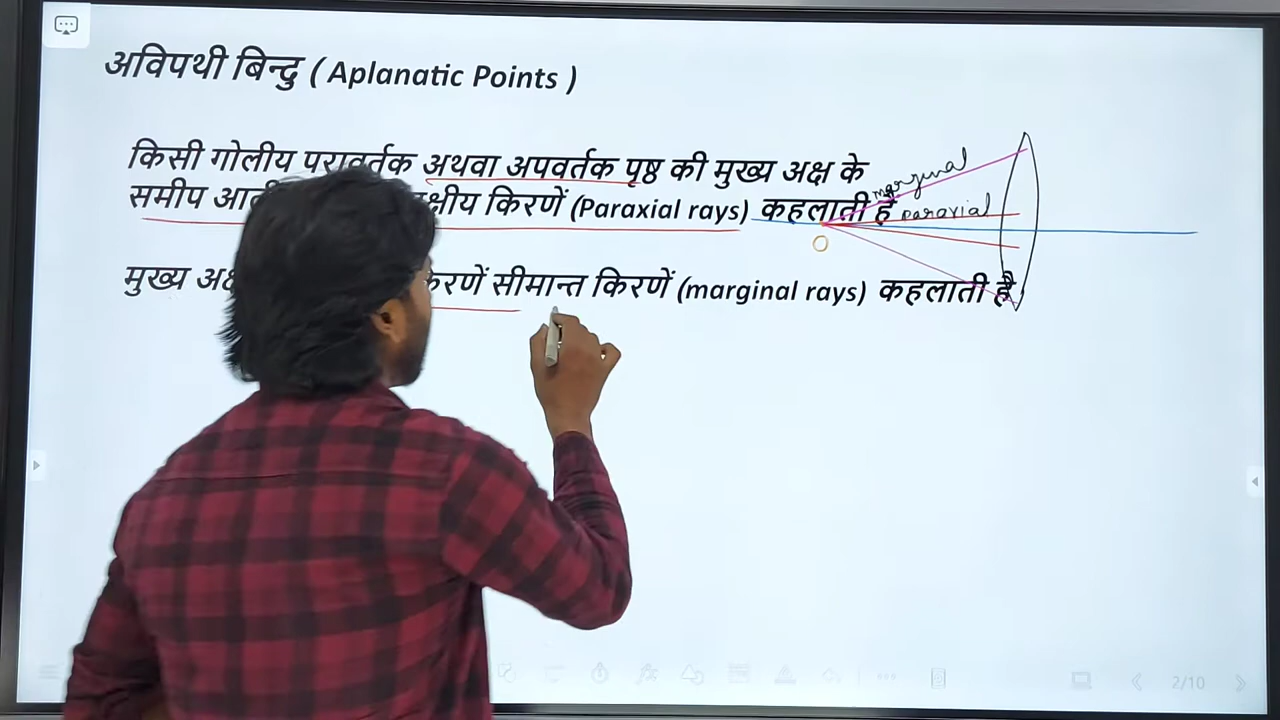 अविपथी बिन्दु ( Aplanatic Points )
किसी गोलीय परावर्तक अथवा अपवर्तक पृष्ठ की मुख्य अक्ष के
समीप कहलाती है
किरणें (Paraxial rays)
marginal
paraxial
O
मुख्य सीमान्त किरणें (marginal rays) कहलाती है
2/10